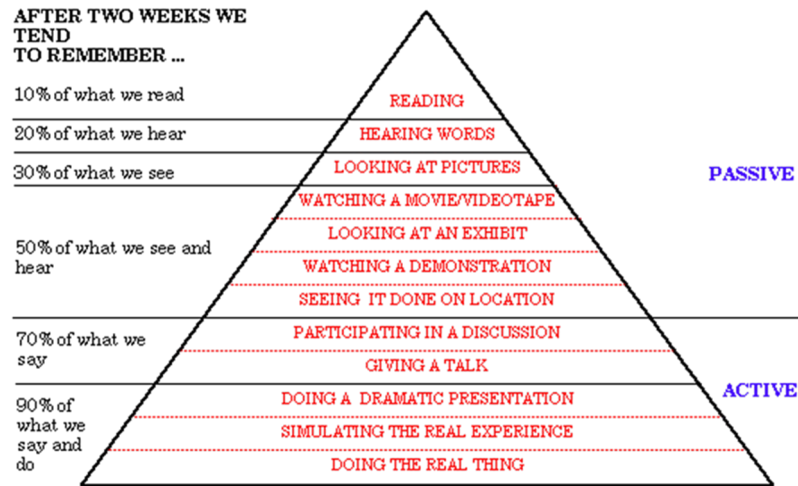 AFTER TWO WEEKS WE
TEND
TO REMEMBER ...
10% of what we read
READING
20% of what we hear
HEARING WORDS
30% of what we see
LOOKING AT PICTURES
PASSIVE
WATCHING A MOVIE/VIDEOTAPE
LOOKING AT AN EXHIBIT
50% of what we see and
hear
WATCHING A DEMONSTRATION
SEEING IT DONE ON LOCATION
70% of what we
say
PARTICIPATING IN A DISCUSSION
GIVING A TALK
ACTIVE
90% of
what we
say and
do
DOING A DRAMATIC PRESENTATION
SIMULATING THE REAL EXPERIENCE
DOING THE REAL THING